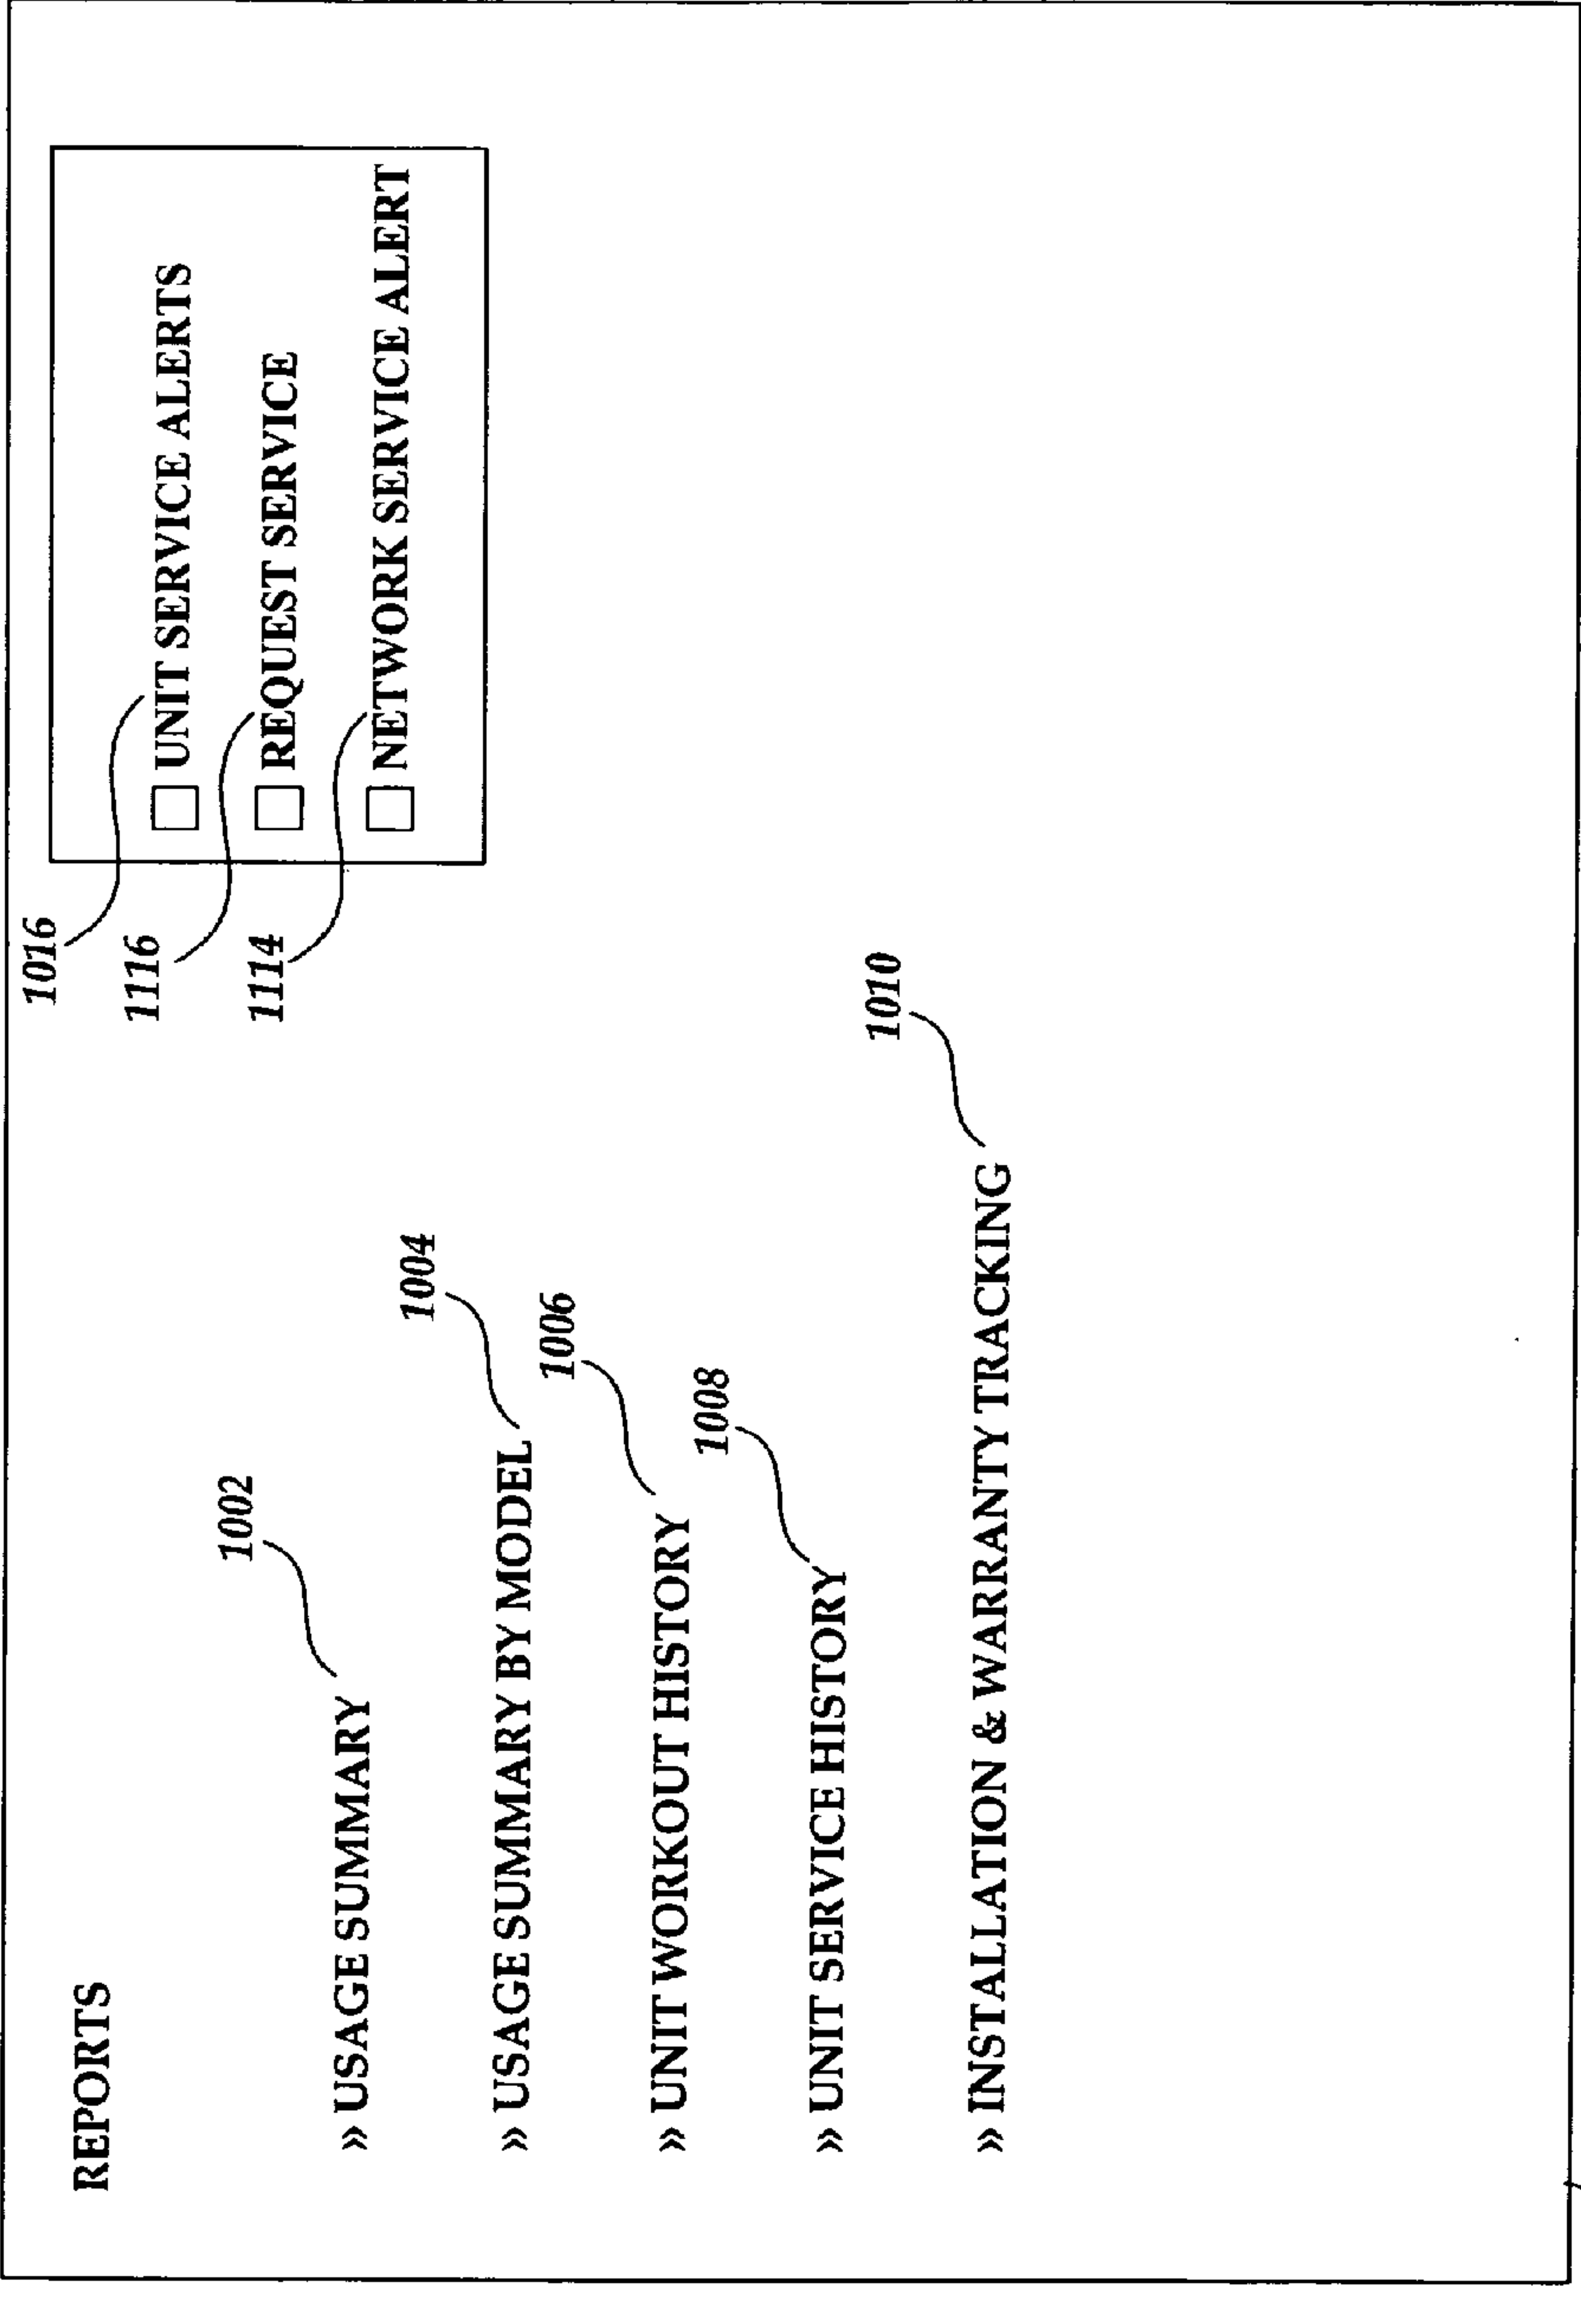 REPORTS
1016
UNIT SERVICE ALERTS
1116
REQUEST SERVICE
1114
NETWORK SERVICE ALERT
1002
» USAGE SUMMARY
1004
» USAGE SUMMARY BY MODEL
1006
» UNIT WORKOUT HISTORY
1008
» UNIT SERVICE HISTORY
1010
» INSTALLATION & WARRANTY TRACKING